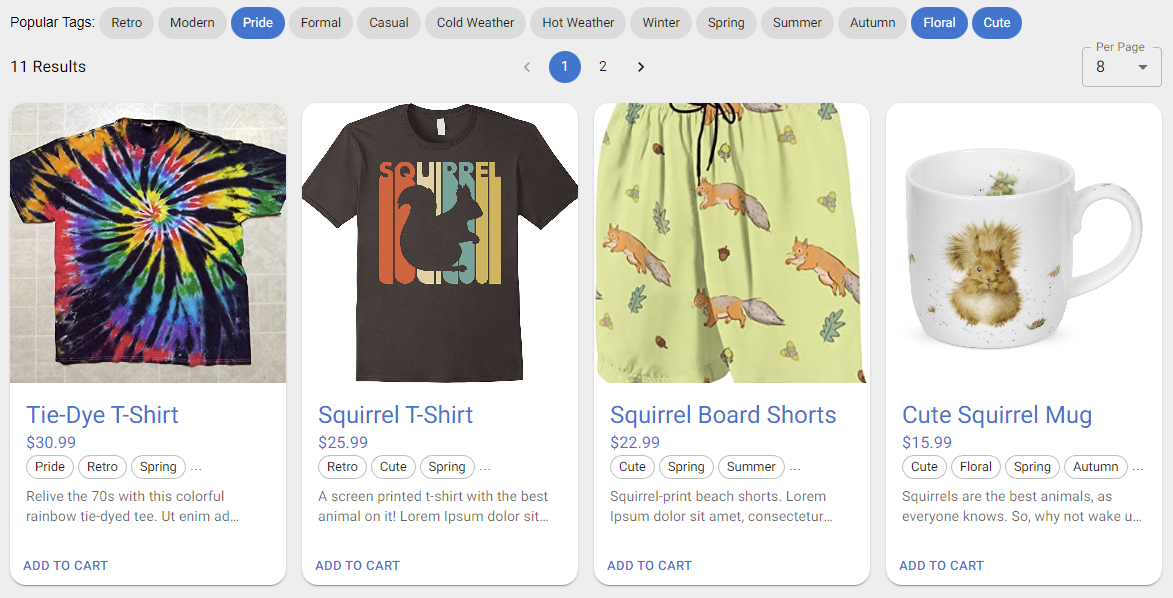 Popular Tags: Retro Modern Pride Formal Casual Cold Weather Hot Weather Winter Spring Summer Autumn Floral Cute
11 Results
1 2
Per Page
8
SQUIRREL
Tie-Dye T-Shirt
$30.99
Pride Retro Spring ...
Relive the 70s with this colorful
rainbow tie-dyed tee. Ut enim ad...
ADD TO CART
Squirrel T-Shirt
$25.99
Retro Cute Spring ...
A screen printed t-shirt with the best
animal on it! Lorem Ipsum dolor sit...
ADD TO CART
Squirrel Board Shorts
$22.99
Cute Spring Summer ...
Squirrel-print beach shorts. Lorem
Ipsum dolor sit amet, consectetur...
ADD TO CART
Cute Squirrel Mug
$15.99
Cute Floral Spring Autumn ...
Squirrels are the best animals, as
everyone knows. So, why not wake u...
ADD TO CART